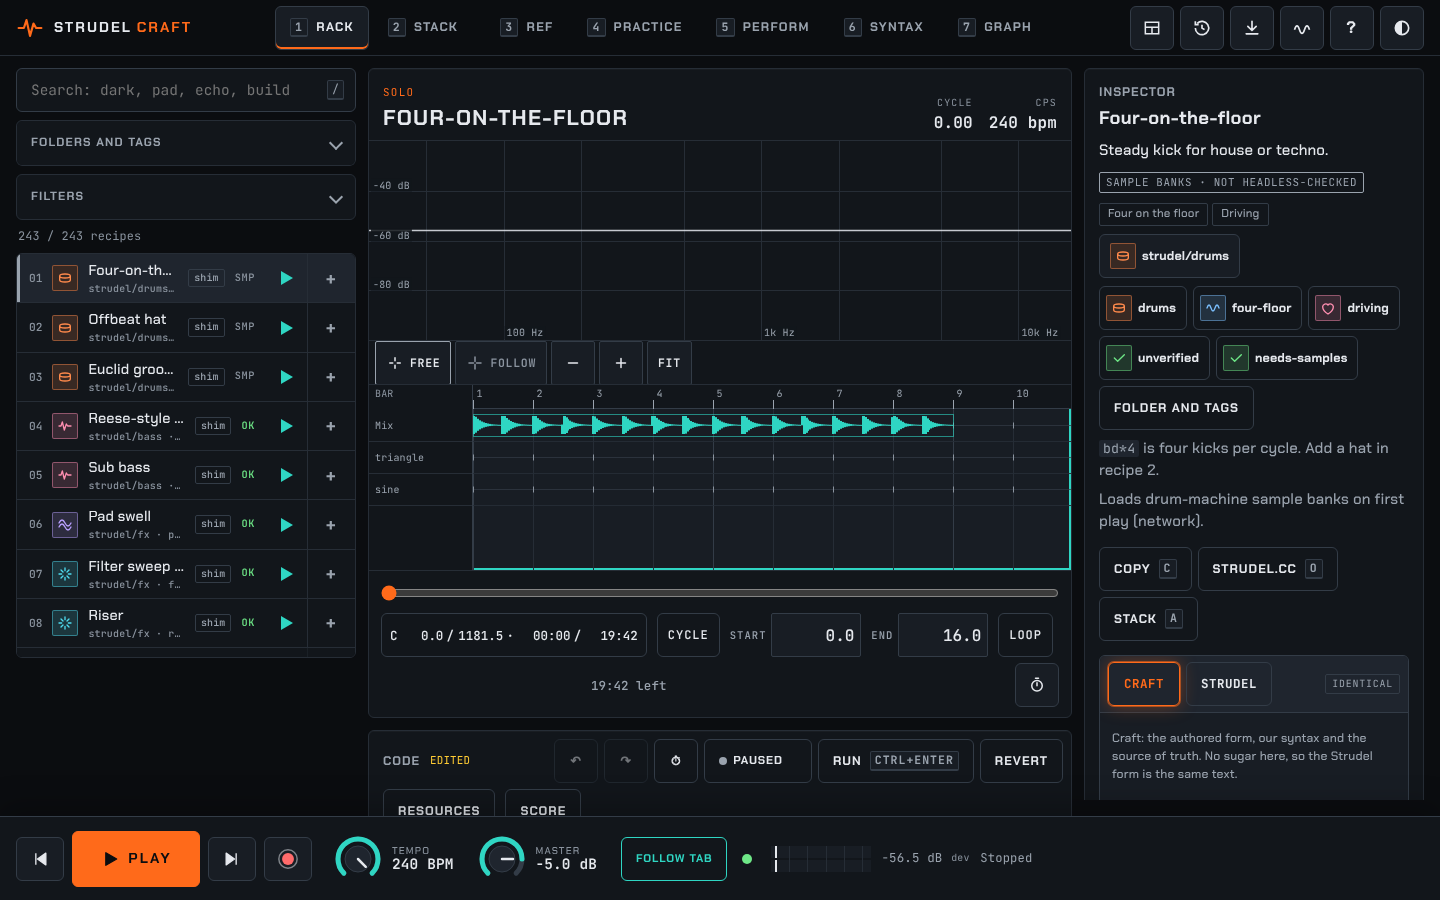 STRUDEL CRAFT
1 RACK
2 STACK
3 REF
4 PRACTICE
5 PERFORM
6 SYNTAX
7 GRAPH
?
Search: dark, pad, echo, build /
FOLDERS AND TAGS
FILTERS
243 / 243 recipes
01 Four-on-th… shim SMP +
strudel/drums…
02 Offbeat hat shim SMP +
strudel/drums…
03 Euclid groo… shim SMP +
strudel/drums…
04 Reese-style … shim OK +
strudel/bass ·…
05 Sub bass shim OK +
strudel/bass ·…
06 Pad swell shim OK +
strudel/fx · p…
07 Filter sweep … shim OK +
strudel/fx · f…
08 Riser shim OK +
strudel/fx · r…
SOLO
FOUR-ON-THE-FLOOR
CYCLE CPS
0.00 240 bpm
-40 dB
-60 dB
-80 dB
100 Hz 1k Hz 10k Hz
FREE FOLLOW − + FIT
BAR 1 2 3 4 5 6 7 8 9 10
Mix
triangle
sine
C 0.0 / 1181.5 · 00:00 / 19:42
CYCLE START 0.0 END 16.0 LOOP
19:42 left
CODE EDITED
PAUSED
RUN CTRL+ENTER
REVERT
RESOURCES SCORE
INSPECTOR
Four-on-the-floor
Steady kick for house or techno.
SAMPLE BANKS · NOT HEADLESS-CHECKED
Four on the floor Driving
strudel/drums
drums four-floor driving
unverified needs-samples
FOLDER AND TAGS
bd*4 is four kicks per cycle. Add a hat in
recipe 2.
Loads drum-machine sample banks on first
play (network).
COPY C STRUDEL.CC O
STACK A
CRAFT STRUDEL IDENTICAL
Craft: the authored form, our syntax and the
source of truth. No sugar here, so the Strudel
form is the same text.
PLAY
TEMPO
240 BPM
MASTER
-5.0 dB
FOLLOW TAB
-56.5 dB dev Stopped